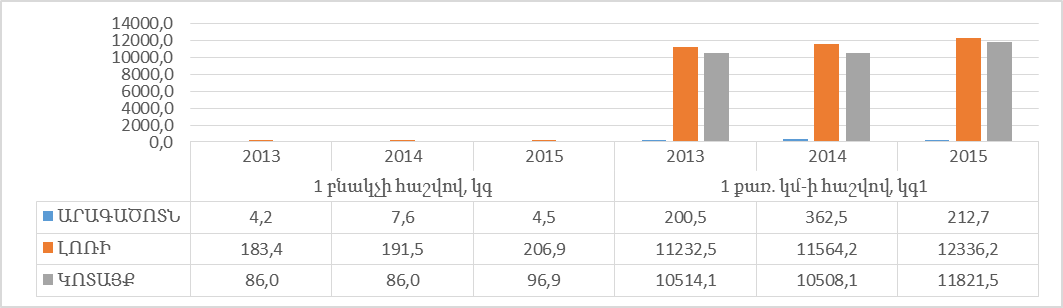 14000,0
12000,0
10000,0
8000,0
6000,0
4000,0
2000,0
0,0
2013 2014 2015 2013 2014 2015
1 բնակչի հաշվով, կգ 1 քառ. կմ-ի հաշվով, կգ1
ԱՐԱԳԱԾՈՏՆ 4,2 7,6 4,5 200,5 362,5 212,7
ԼՈՌԻ 183,4 191,5 206,9 11232,5 11564,2 12336,2
ԿՈՏԱՅՔ 86,0 86,0 96,9 10514,1 10508,1 11821,5